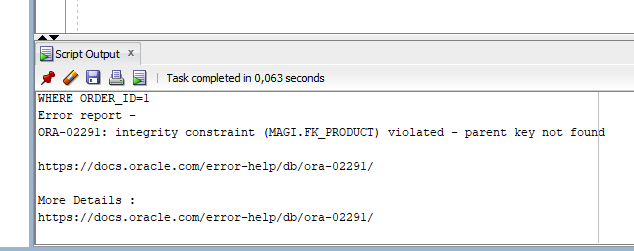 Script Output x
Task completed in 0,063 seconds
WHERE ORDER_ID=1
Error report -
ORA-02291: integrity constraint (MAGI.FK_PRODUCT) violated - parent key not found
https://docs.oracle.com/error-help/db/ora-02291/
More Details :
https://docs.oracle.com/error-help/db/ora-02291/